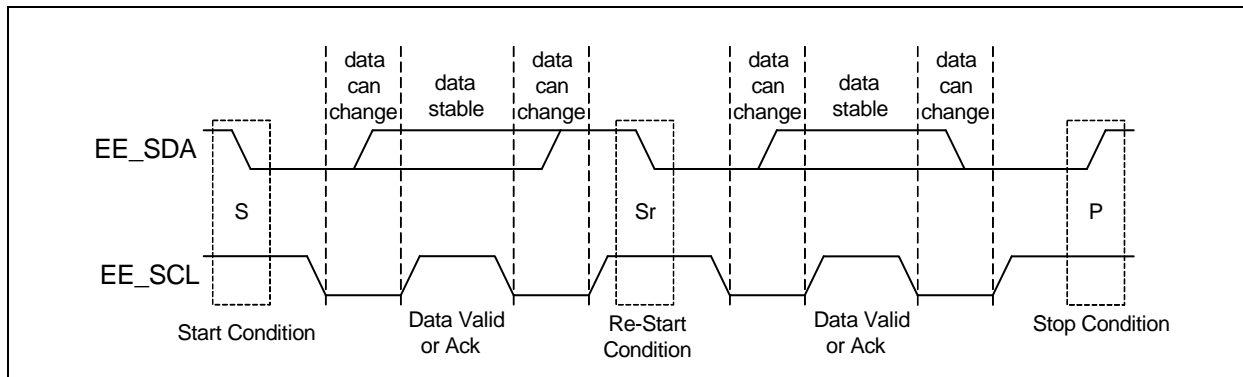 data
can
change
data
stable
data
can
change
data
can
change
data
stable
data
can
change
EE_SDA
S
Sr
P
EE_SCL
Start Condition
Data Valid
or Ack
Re-Start
Condition
Data Valid
or Ack
Stop Condition